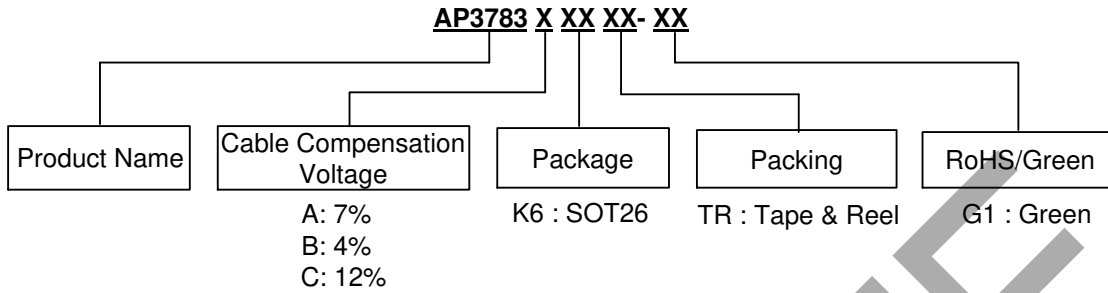 AP3783 X XX XX- XX
Product Name
Cable Compensation
Voltage
Package
Packing
RoHS/Green
A: 7%
B: 4%
C: 12%
K6 : SOT26
TR : Tape & Reel
G1 : Green